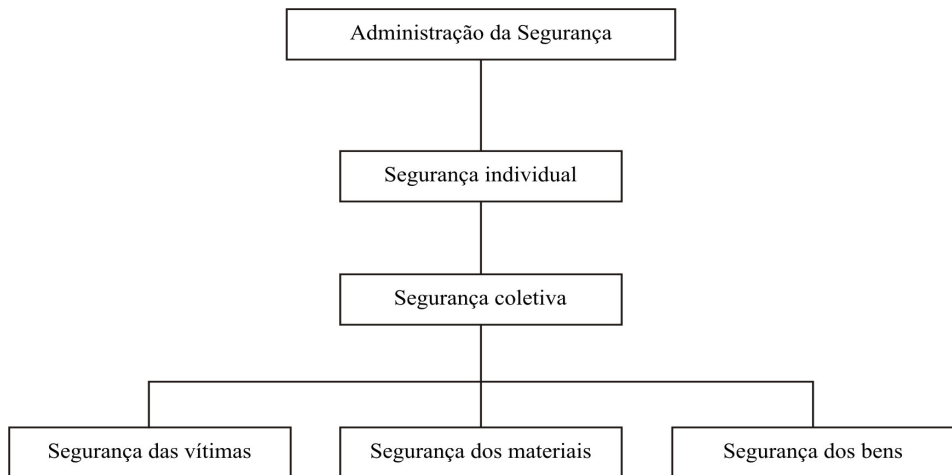 Administração da Segurança
Segurança individual
Segurança coletiva
Segurança das vítimas
Segurança dos materiais
Segurança dos bens